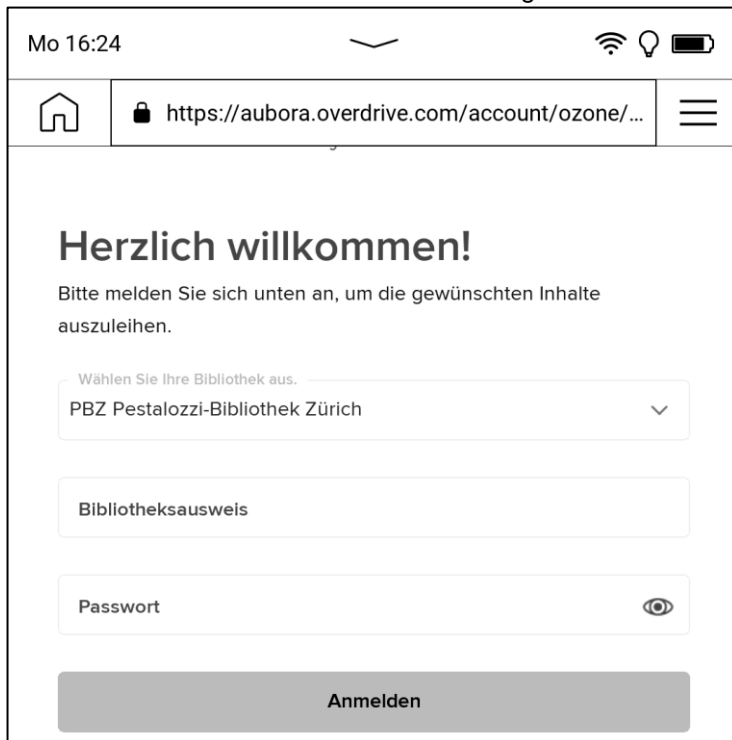 Mo 16:24
https://aubora.overdrive.com/account/ozone/...
Herzlich willkommen!
Bitte melden Sie sich unten an, um die gewünschten Inhalte
auszuleihen.
Wählen Sie Ihre Bibliothek aus.
PBZ Pestalozzi-Bibliothek Zürich
Bibliotheksausweis
Passwort
Anmelden